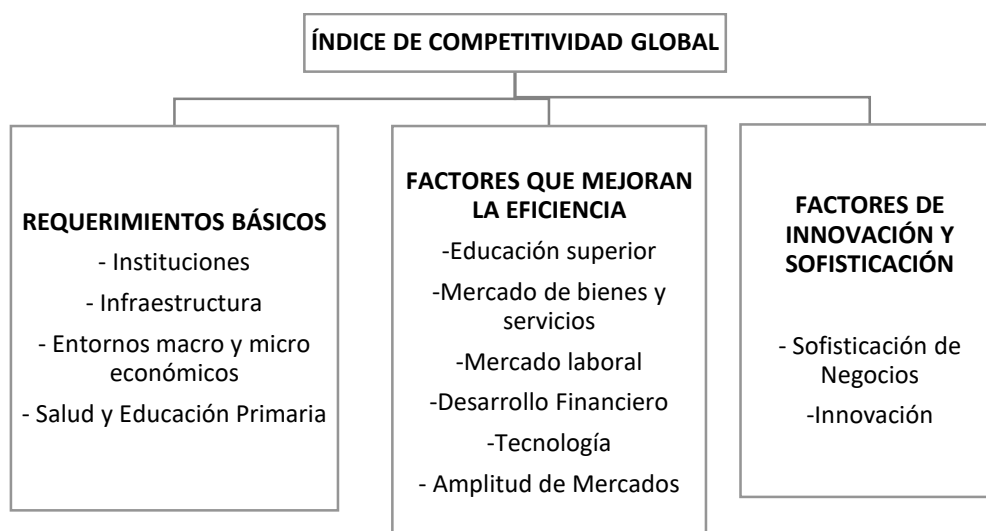 ÍNDICE DE COMPETITIVIDAD GLOBAL
REQUERIMIENTOS BÁSICOS
- Instituciones
- Infraestructura
- Entornos macro y micro
económicos
- Salud y Educación Primaria
FACTORES QUE MEJORAN
LA EFICIENCIA
-Educación superior
-Mercado de bienes y
servicios
-Mercado laboral
-Desarrollo Financiero
-Tecnología
- Amplitud de Mercados
FACTORES DE
INNOVACIÓN Y
SOFISTICACIÓN
- Sofisticación de
Negocios
-Innovación